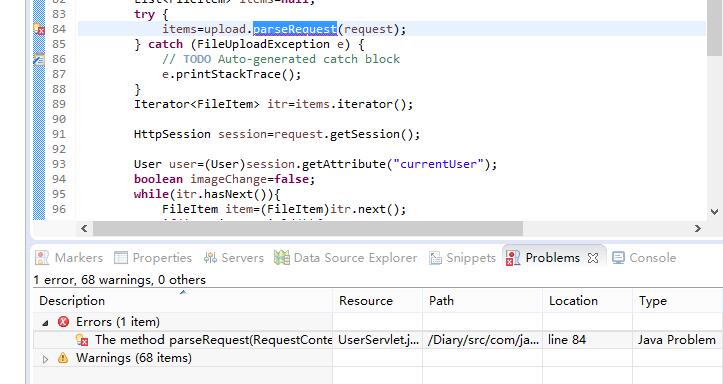 82 List<FileItem> items=null;
83 try {
84 items=upload.parseRequest(request);
85 } catch (FileUploadException e) {
86 // TODO Auto-generated catch block
87 e.printStackTrace();
88 }
89 Iterator<FileItem> itr=items.iterator();
90
91 HttpSession session=request.getSession();
92
93 User user=(User)session.getAttribute("currentUser");
94 boolean imageChange=false;
95 while(itr.hasNext()){
96 FileItem item=(FileItem)itr.next();
Markers Properties Servers Data Source Explorer Snippets Problems Console
1 error, 68 warnings, 0 others
Description Resource Path Location Type
Errors (1 item)
The method parseRequest(RequestConte UserServlet.j... /Diary/src/com/ja... line 84 Java Problem
Warnings (68 items)